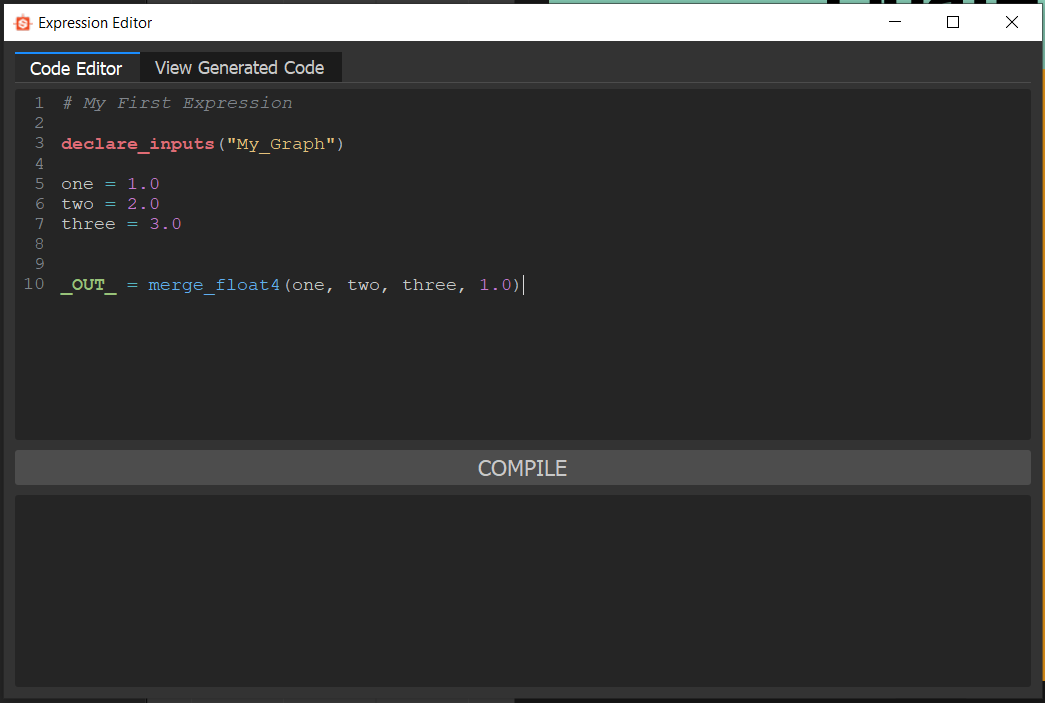 Expression Editor
Code Editor View Generated Code
1 # My First Expression
2
3 declare_inputs("My_Graph")
4
5 one = 1.0
6 two = 2.0
7 three = 3.0
8
9
10 _OUT_ = merge_float4(one, two, three, 1.0)
COMPILE